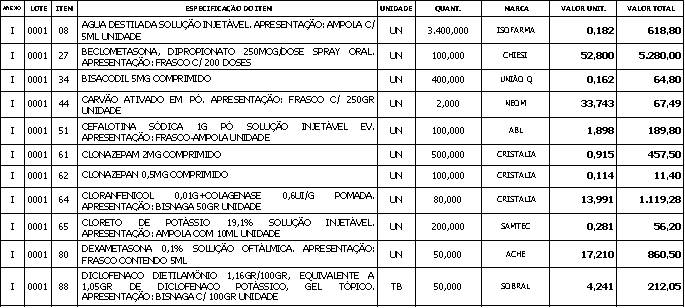 ANEXO LOTE ITEM ESPECIFICAÇÃO DO ITEM UNIDADE QUANT. MARCA VALOR UNIT. VALOR TOTAL
I 0001 08 AGUA DESTILADA SOLUÇÃO INJETÁVEL. APRESENTAÇÃO: AMPOLA C/ UN 3.400,000 ISOFARMA 0,182 618,80
5ML UNIDADE
I 0001 27 BECLOMETASONA, DIPROPIONATO 250MCG/DOSE SPRAY ORAL. UN 100,000 CHIESI 52,800 5.280,00
APRESENTAÇÃO: FRASCO C/ 200 DOSES
I 0001 34 BISACODIL 5MG COMPRIMIDO UN 400,000 UNIÃO Q 0,162 64,80
I 0001 44 CARVÃO ATIVADO EM PÓ. APRESENTAÇÃO: FRASCO C/ 250GR UN 2,000 NEOM 33,743 67,49
UNIDADE
I 0001 51 CEFALOTINA SÓDICA 1G PÓ SOLUÇÃO INJETÁVEL EV. UN 100,000 ABL 1,898 189,80
APRESENTAÇÃO: FRASCO-AMPOLA UNIDADE
I 0001 61 CLONAZEPAM 2MG COMPRIMIDO UN 500,000 CRISTALIA 0,915 457,50
I 0001 62 CLONAZEPAN 0,5MG COMPRIMIDO UN 100,000 CRISTALIA 0,114 11,40
I 0001 64 CLORANFENICOL 0,01G+COLAGENASE 0,6UI/G POMADA. UN 80,000 CRISTALIA 13,991 1.119,28
APRESENTAÇÃO: BISNAGA 50GR UNIDADE
I 0001 65 CLORETO DE POTÁSSIO 19,1% SOLUÇÃO INJETÁVEL. UN 200,000 SAMTEC 0,281 56,20
APRESENTAÇÃO: AMPOLA COM 10ML UNIDADE
I 0001 80 DEXAMETASONA 0,1% SOLUÇÃO OFTÁLMICA. APRESENTAÇÃO: UN 50,000 ACHE 17,210 860,50
FRASCO CONTENDO 5ML
I 0001 88 DICLOFENACO DIETILAMÔNIO 1,16GR/100GR, EQUIVALENTE A TB 50,000 SOBRAL 4,241 212,05
1,05GR DE DICLOFENACO POTÁSSICO, GEL TÓPICO.
APRESENTAÇÃO: BISNAGA C/ 100GR UNIDADE